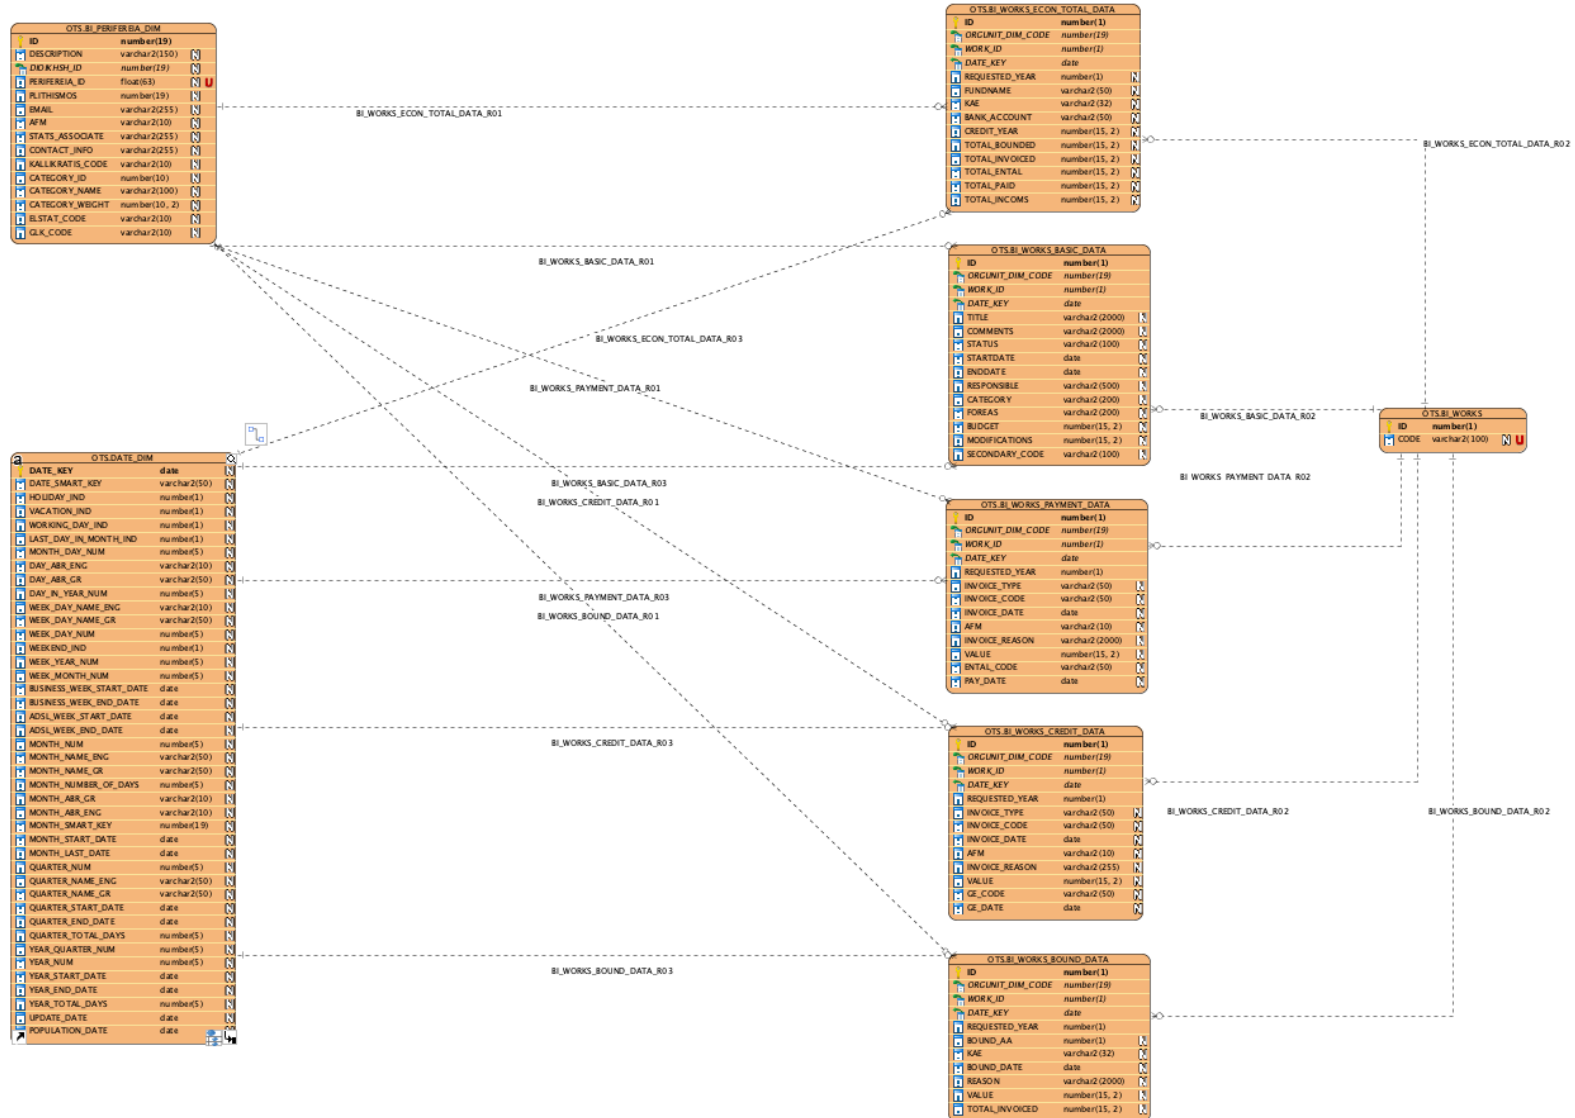 OTS.BI_PERIFEREIA_DIM
ID number(19)
DESCRIPTION varchar2(150) N
DIOIKHSH_ID number(19) N
PERIFEREIA_ID float(63) N U
PLITHISMOS number(19) N
EMAIL varchar2(255) N
AFM varchar2(10) N
STATS_ASSOCIATE varchar2(255) N
CONTACT_INFO varchar2(255) N
KALLIKRATIS_CODE varchar2(10) N
CATEGORY_ID number(10) N
CATEGORY_NAME varchar2(100) N
CATEGORY_WEIGHT number(10, 2) N
ELSTAT_CODE varchar2(10) N
GLK_CODE varchar2(10) N
OTS.DATE_DIM
DATE_KEY date N
DATE_SMART_KEY varchar2(50) N
HOLIDAY_IND number(1) N
VACATION_IND number(1) N
WORKING_DAY_IND number(1) N
LAST_DAY_IN_MONTH_IND number(1) N
MONTH_DAY_NUM number(5) N
DAY_ABR_ENG varchar2(10) N
DAY_ABR_GR varchar2(50) N
DAY_IN_YEAR_NUM number(5) N
WEEK_DAY_NAME_ENG varchar2(10) N
WEEK_DAY_NAME_GR varchar2(50) N
WEEK_DAY_NUM number(5) N
WEEKEND_IND number(1) N
WEEK_YEAR_NUM number(5) N
WEEK_MONTH_NUM number(5) N
BUSINESS_WEEK_START_DATE date N
BUSINESS_WEEK_END_DATE date N
ADSL_WEEK_START_DATE date N
ADSL_WEEK_END_DATE date N
MONTH_NUM number(5) N
MONTH_NAME_ENG varchar2(50) N
MONTH_NAME_GR varchar2(50) N
MONTH_NUMBER_OF_DAYS number(5) N
MONTH_ABR_GR varchar2(10) N
MONTH_ABR_ENG varchar2(10) N
MONTH_SMART_KEY number(19) N
MONTH_START_DATE date N
MONTH_LAST_DATE date N
QUARTER_NUM number(5) N
QUARTER_NAME_ENG varchar2(50) N
QUARTER_NAME_GR varchar2(50) N
QUARTER_START_DATE date N
QUARTER_END_DATE date N
QUARTER_TOTAL_DAYS number(5) N
YEAR_QUARTER_NUM number(5) N
YEAR_NUM number(5) N
YEAR_START_DATE date N
YEAR_END_DATE date N
YEAR_TOTAL_DAYS number(5) N
UPDATE_DATE date N
POPULATION_DATE date N
BI_WORKS_ECON_TOTAL_DATA_R01
BI_WORKS_BASIC_DATA_R01
BI_WORKS_ECON_TOTAL_DATA_R03
BI_WORKS_PAYMENT_DATA_R01
BI_WORKS_BASIC_DATA_R03
BI_WORKS_CREDIT_DATA_R01
BI_WORKS_PAYMENT_DATA_R03
BI_WORKS_BOUND_DATA_R01
BI_WORKS_CREDIT_DATA_R03
BI_WORKS_BOUND_DATA_R03
OTS.BI_WORKS_ECON_TOTAL_DATA
ID number(1)
ORGUNIT_DIM_CODE number(19)
WORK_ID number(1)
DATE_KEY date
REQUESTED_YEAR number(1) N
FUNDNAME varchar2(50) N
KAE varchar2(32) N
BANK_ACCOUNT varchar2(50) N
CREDIT_YEAR number(15, 2) N
TOTAL_BOUNDED number(15, 2) N
TOTAL_INVOICED number(15, 2) N
TOTAL_ENTAL number(15, 2) N
TOTAL_PAID number(15, 2) N
TOTAL_INCOMS number(15, 2) N
OTS.BI_WORKS_BASIC_DATA
ID number(1)
ORGUNIT_DIM_CODE number(19)
WORK_ID number(1)
DATE_KEY date
TITLE varchar2(2000) N
COMMENTS varchar2(2000) N
STATUS varchar2(100) N
STARTDATE date N
ENDDATE date N
RESPONSIBLE varchar2(500) N
CATEGORY varchar2(200) N
FOREAS varchar2(200) N
BUDGET number(15, 2) N
MODIFICATIONS number(15, 2) N
SECONDARY_CODE varchar2(100) N
OTS.BI_WORKS_PAYMENT_DATA
ID number(1)
ORGUNIT_DIM_CODE number(19)
WORK_ID number(1)
DATE_KEY date
REQUESTED_YEAR number(1)
INVOICE_TYPE varchar2(50) N
INVOICE_CODE varchar2(50) N
INVOICE_DATE date N
AFM varchar2(10) N
INVOICE_REASON varchar2(2000) N
VALUE number(15, 2) N
ENTAL_CODE varchar2(50) N
PAY_DATE date N
OTS.BI_WORKS_CREDIT_DATA
ID number(1)
ORGUNIT_DIM_CODE number(19)
WORK_ID number(1)
DATE_KEY date
REQUESTED_YEAR number(1)
INVOICE_TYPE varchar2(50) N
INVOICE_CODE varchar2(50) N
INVOICE_DATE date N
AFM varchar2(10) N
INVOICE_REASON varchar2(255) N
VALUE number(15, 2) N
GE_CODE varchar2(50) N
GE_DATE date N
OTS.BI_WORKS_BOUND_DATA
ID number(1)
ORGUNIT_DIM_CODE number(19)
WORK_ID number(1)
DATE_KEY date
REQUESTED_YEAR number(1)
BOUND_AA number(1) N
KAE varchar2(32) N
BOUND_DATE date N
REASON varchar2(2000) N
VALUE number(15, 2) N
TOTAL_INVOICED number(15, 2) N
BI_WORKS_ECON_TOTAL_DATA_R02
BI_WORKS_BASIC_DATA_R02
OTS.BI_WORKS
ID number(1)
CODE varchar2(100) N U
BI_WORKS_PAYMENT_DATA_R02
BI_WORKS_CREDIT_DATA_R02
BI_WORKS_BOUND_DATA_R02